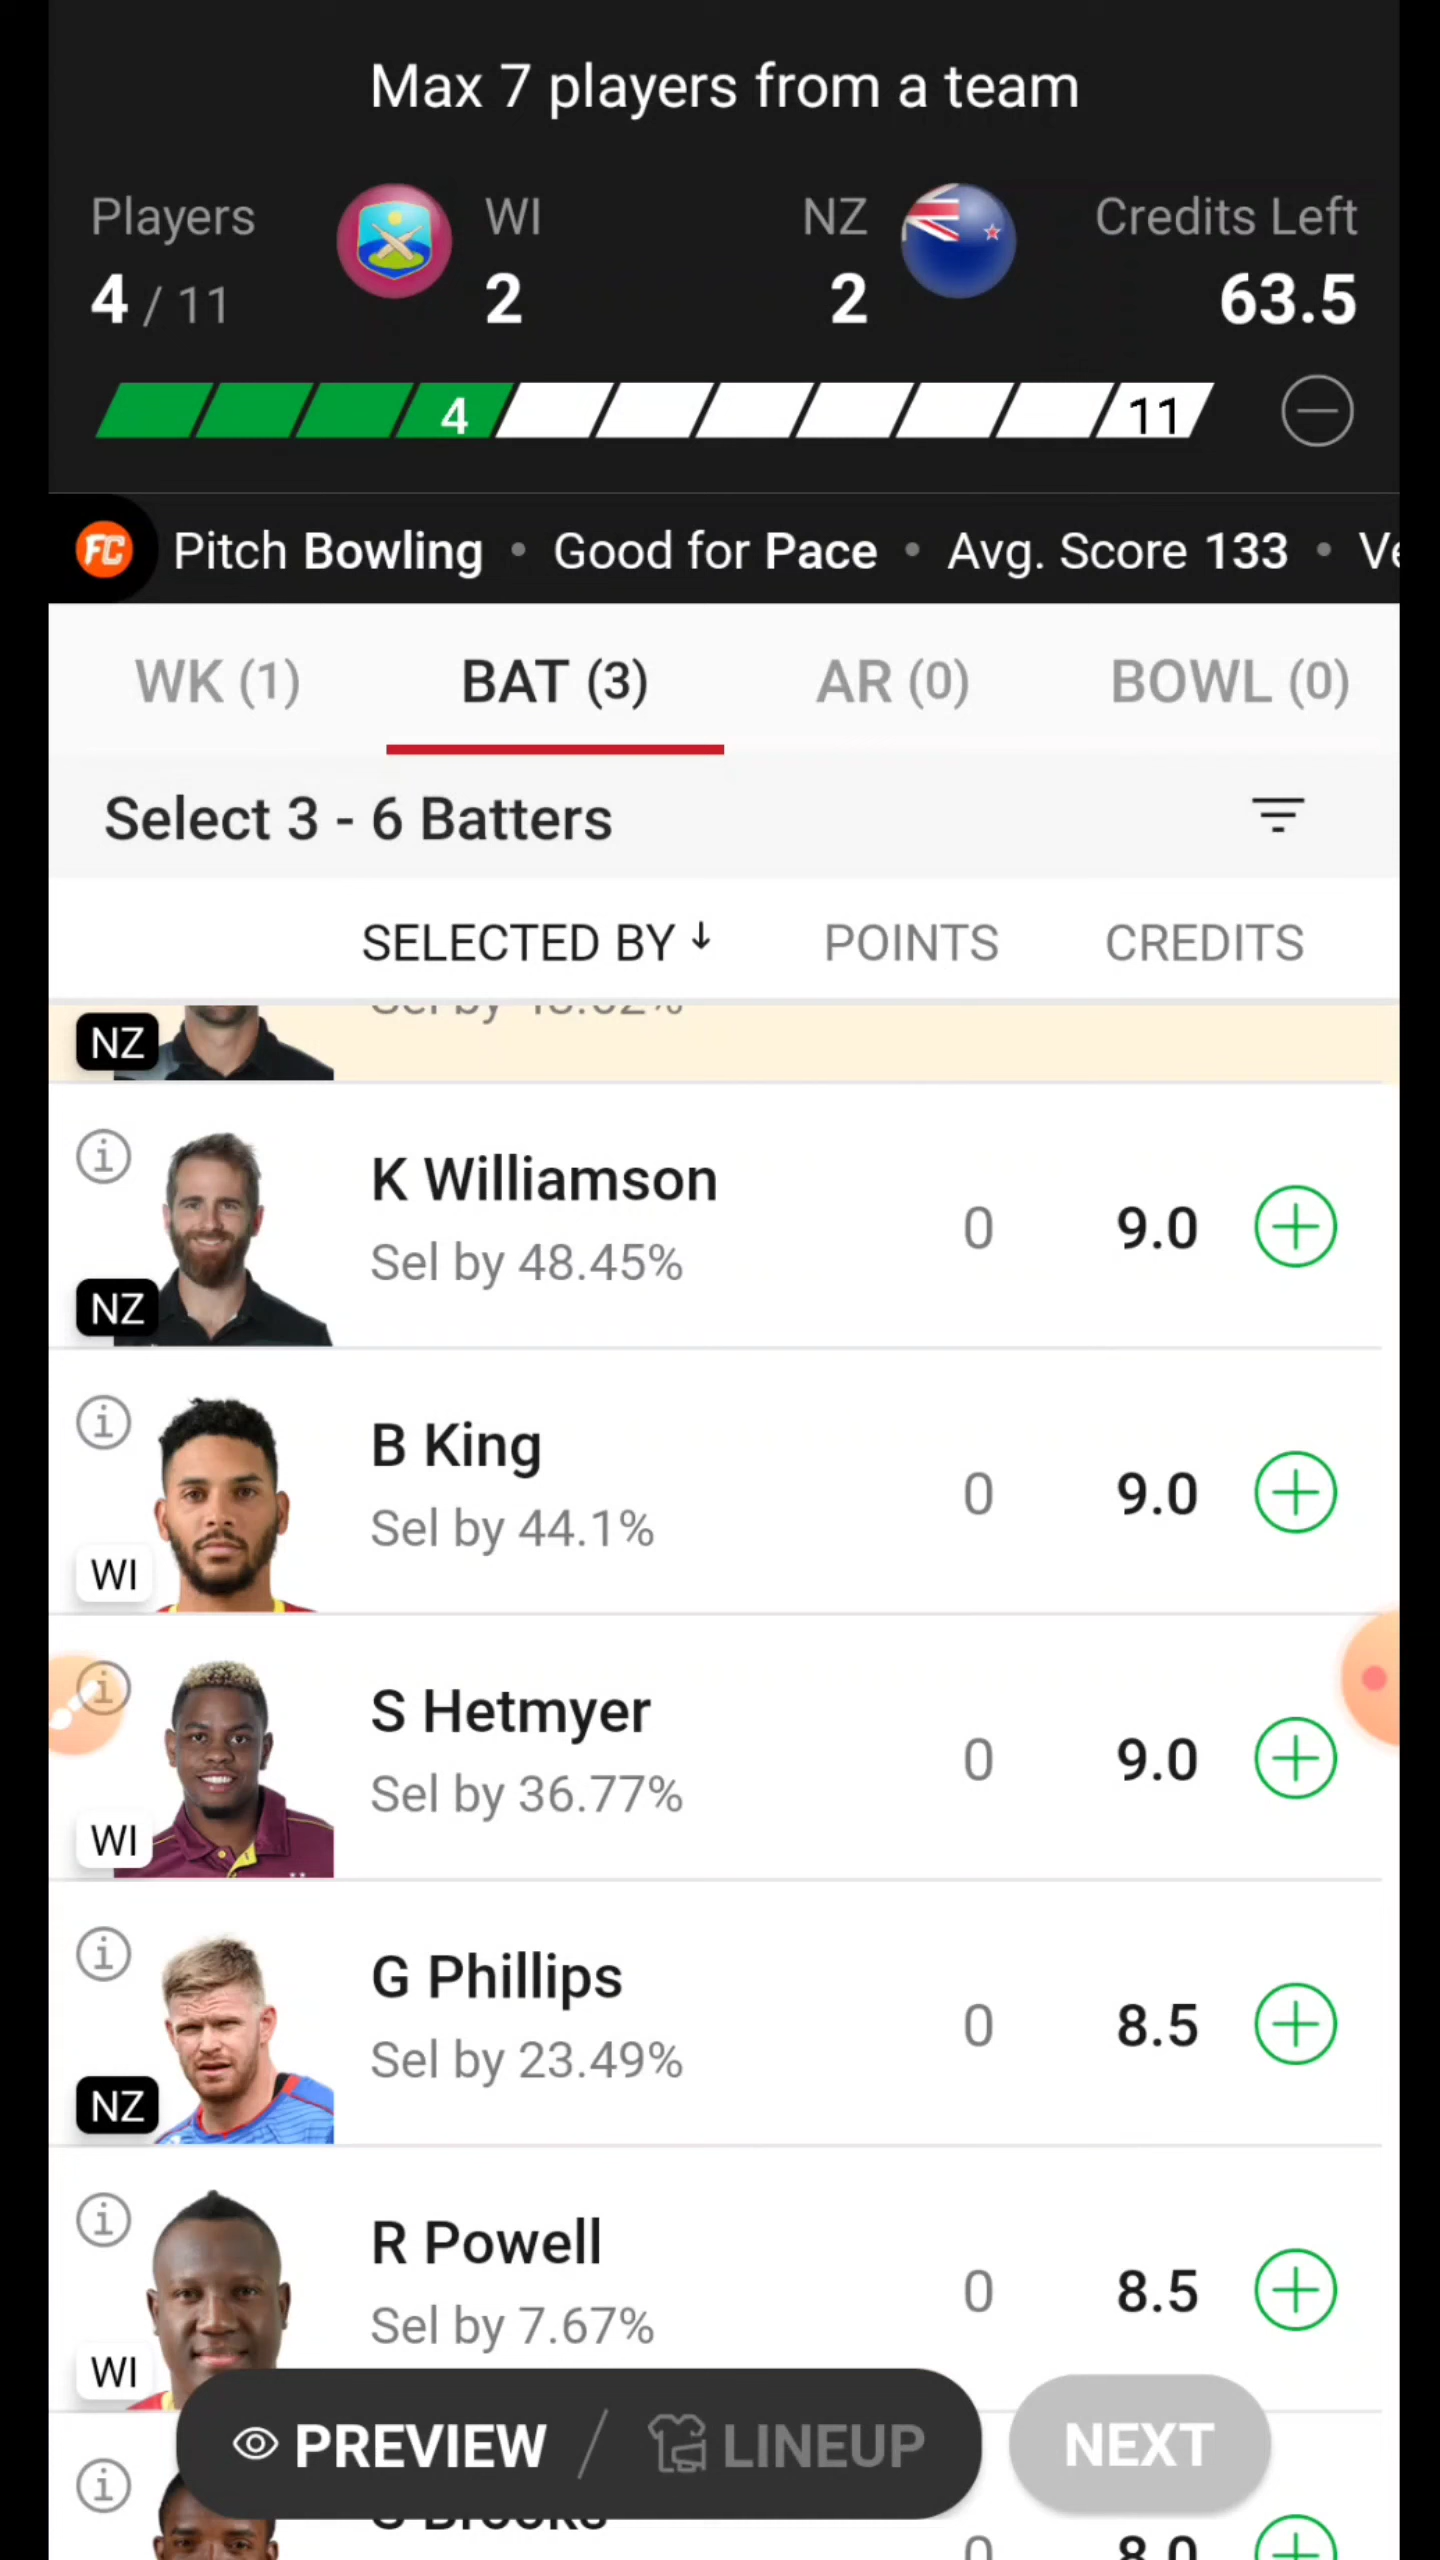 Max 7 players from a team
Players WI NZ Credits Left
4 / 11 2 2 63.5
4 11
FC Pitch Bowling • Good for Pace • Avg. Score 133 •
WK (1) BAT (3) AR (0) BOWL (0)
Select 3 - 6 Batters
SELECTED BY ↓ POINTS CREDITS
NZ
K Williamson
Sel by 48.45% 0 9.0
NZ
B King
Sel by 44.1% 0 9.0
WI
S Hetmyer
Sel by 36.77% 0 9.0
WI
G Phillips
Sel by 23.49% 0 8.5
NZ
R Powell
Sel by 7.67% 0 8.5
WI
PREVIEW / LINEUP NEXT
Brooks
0 8.0